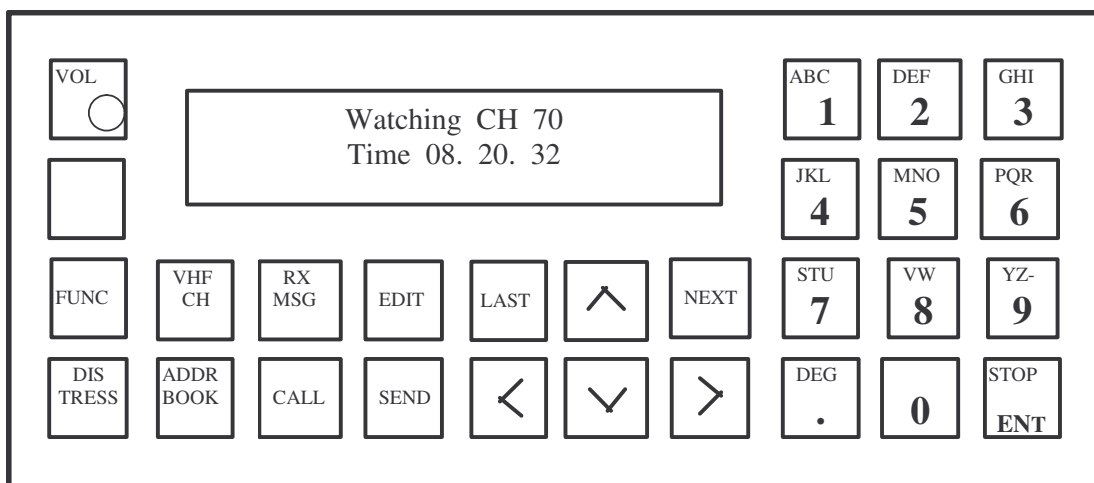 VOL
Watching CH 70
Time 08. 20. 32
ABC
1
DEF
2
GHI
3
JKL
4
MNO
5
PQR
6
FUNC
VHF
CH
RX
MSG
EDIT
LAST
NEXT
STU
7
VW
8
YZ-
9
DIS
TRESS
ADDR
BOOK
CALL
SEND
DEG
.
0
STOP
ENT